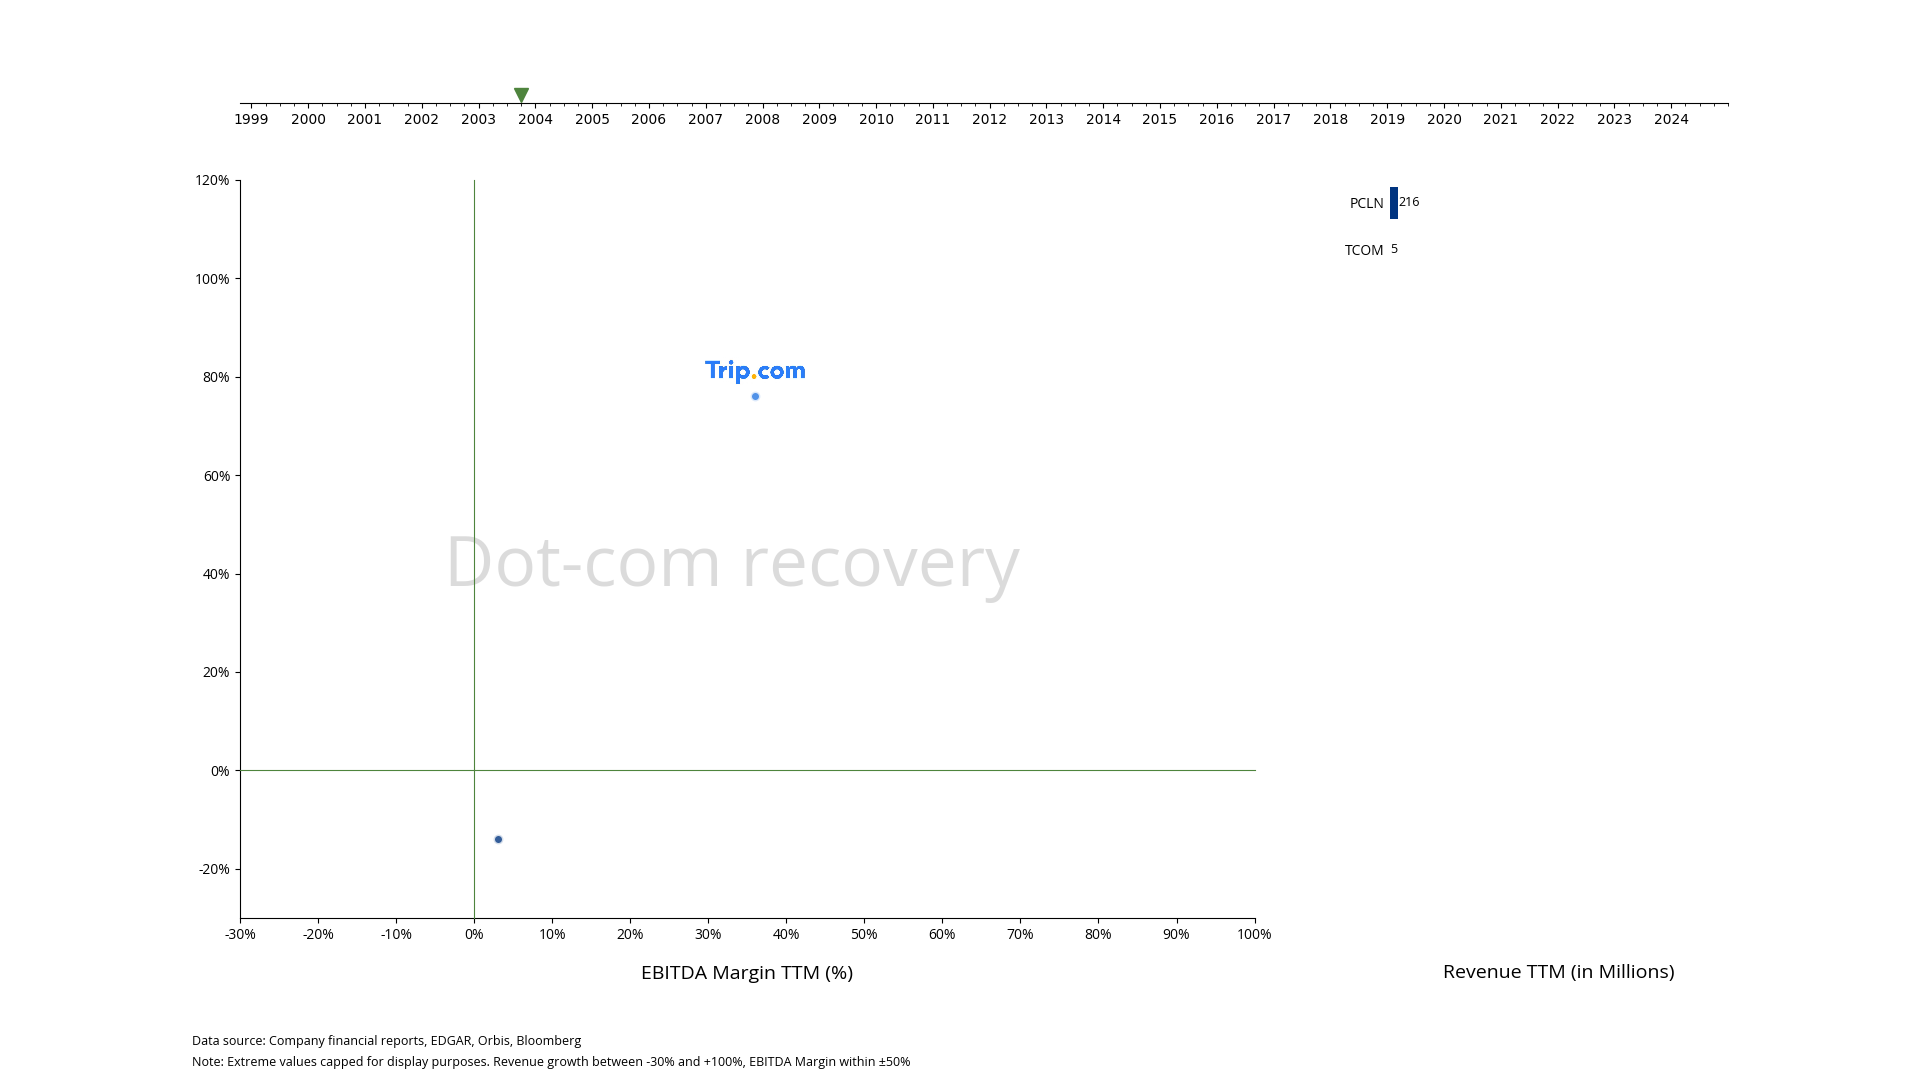 1999 2000 2001 2002 2003 2004 2005 2006 2007 2008 2009 2010 2011 2012 2013 2014 2015 2016 2017 2018 2019 2020 2021 2022 2023 2024
120%
100%
80%
60%
40%
20%
0%
-20%
Trip.com
Dot-com recovery
-30% -20% -10% 0% 10% 20% 30% 40% 50% 60% 70% 80% 90% 100%
EBITDA Margin TTM (%)
PCLN 216
TCOM 5
Revenue TTM (in Millions)
Data source: Company financial reports, EDGAR, Orbis, Bloomberg
Note: Extreme values capped for display purposes. Revenue growth between -30% and +100%, EBITDA Margin within ±50%